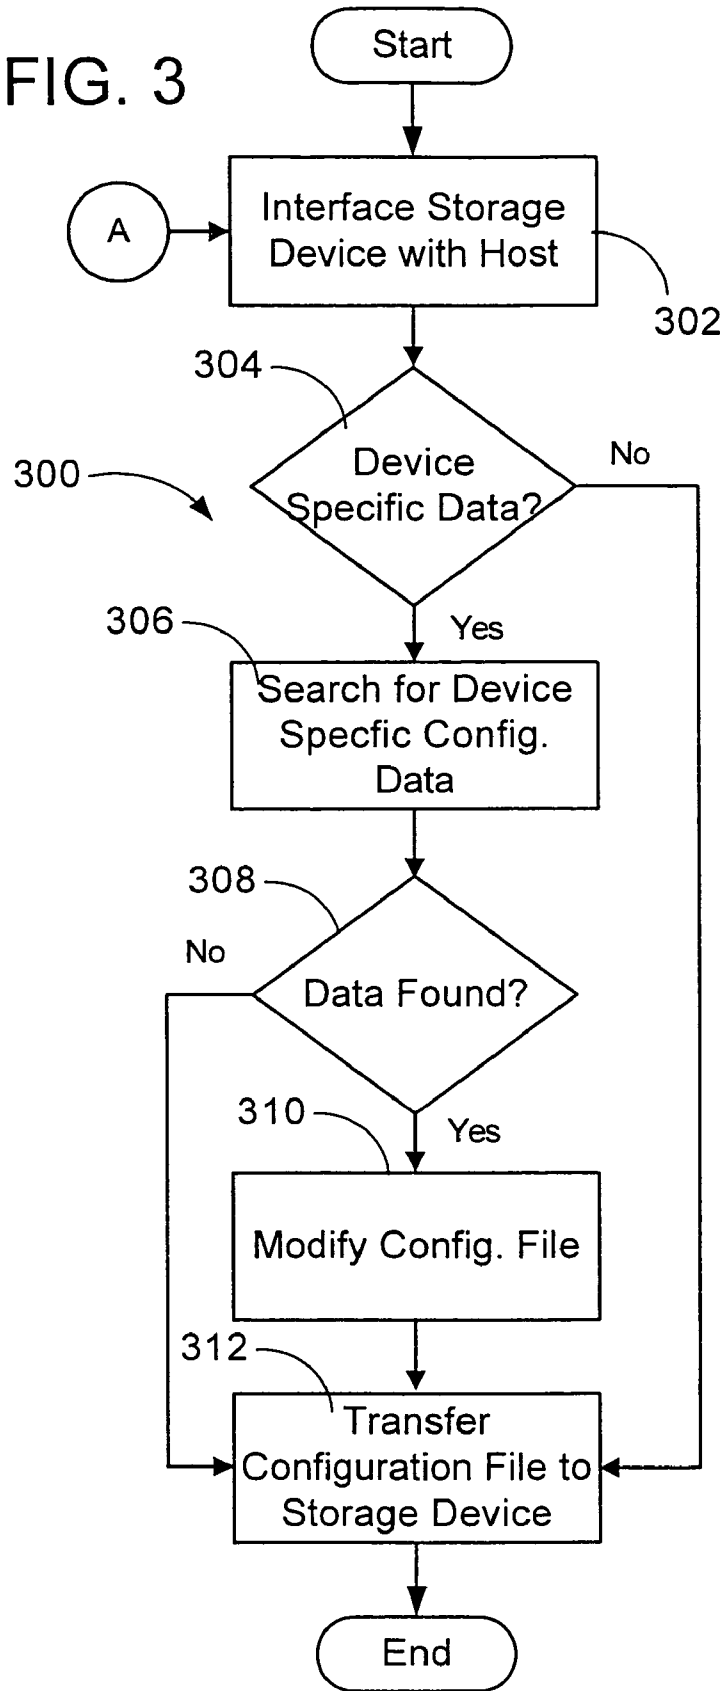 Start
FIG. 3
Interface Storage
Device with Host
A
302
304
Device
Specific Data?
No
300
Yes
306
Search for Device
Specfic Config.
Data
308
No
Data Found?
310
Yes
Modify Config. File
312
Transfer
Configuration File to
Storage Device
End